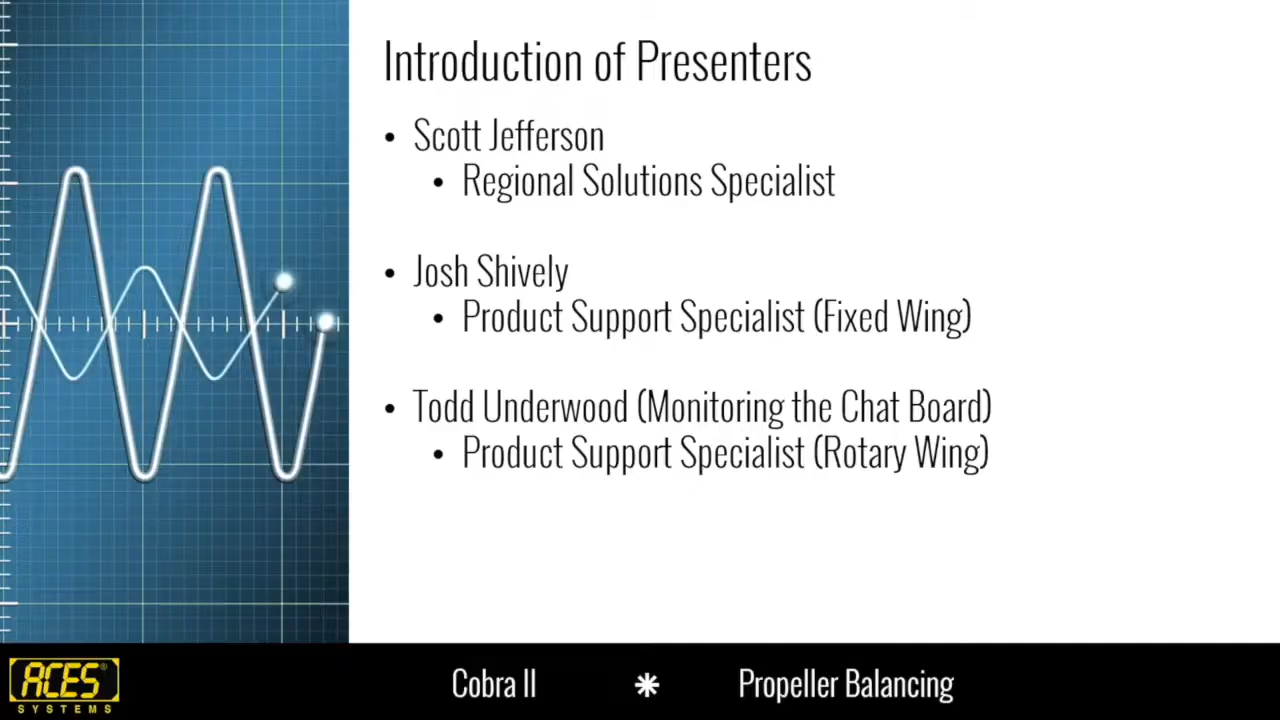 Introduction of Presenters
• Scott Jefferson
• Regional Solutions Specialist
• Josh Shively
• Product Support Specialist (Fixed Wing)
• Todd Underwood (Monitoring the Chat Board)
• Product Support Specialist (Rotary Wing)
ACES®
SYSTEMS
Cobra II * Propeller Balancing